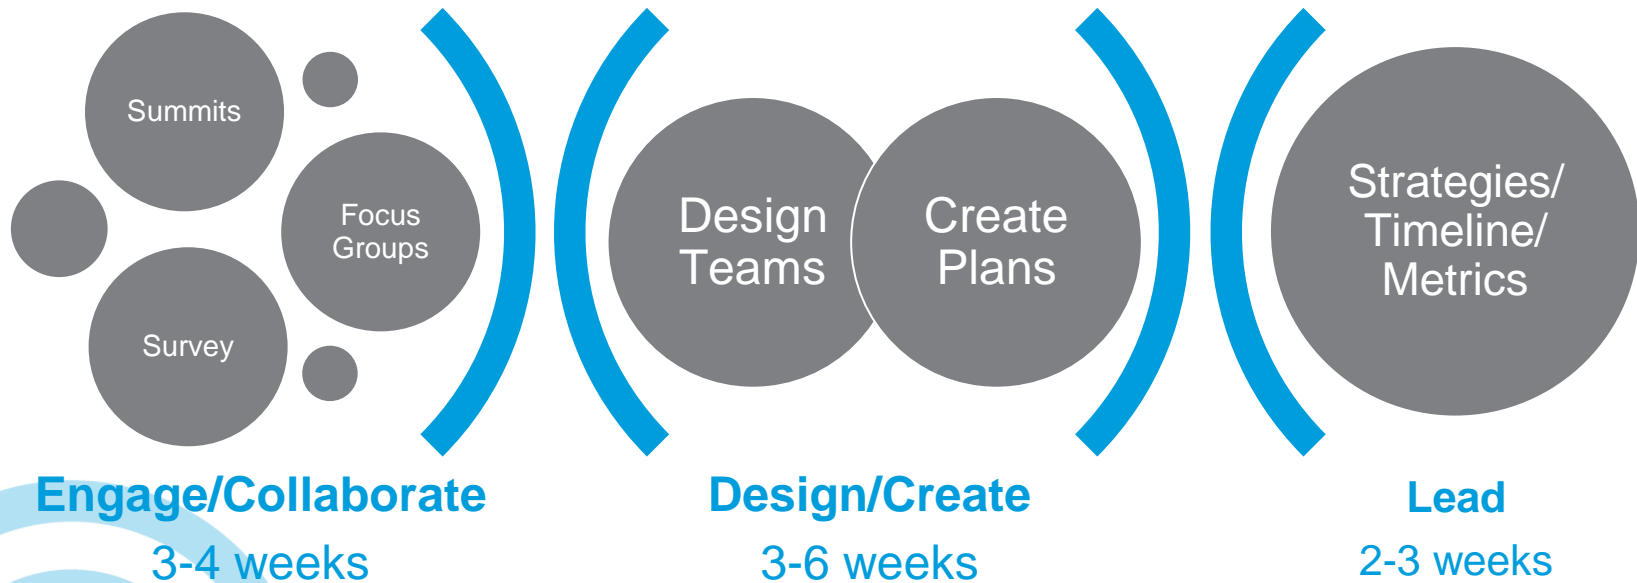 Summits
Focus
Groups
Survey
Design
Teams
Create
Plans
Strategies/
Timeline/
Metrics
Engage/Collaborate
3-4 weeks
Design/Create
3-6 weeks
Lead
2-3 weeks